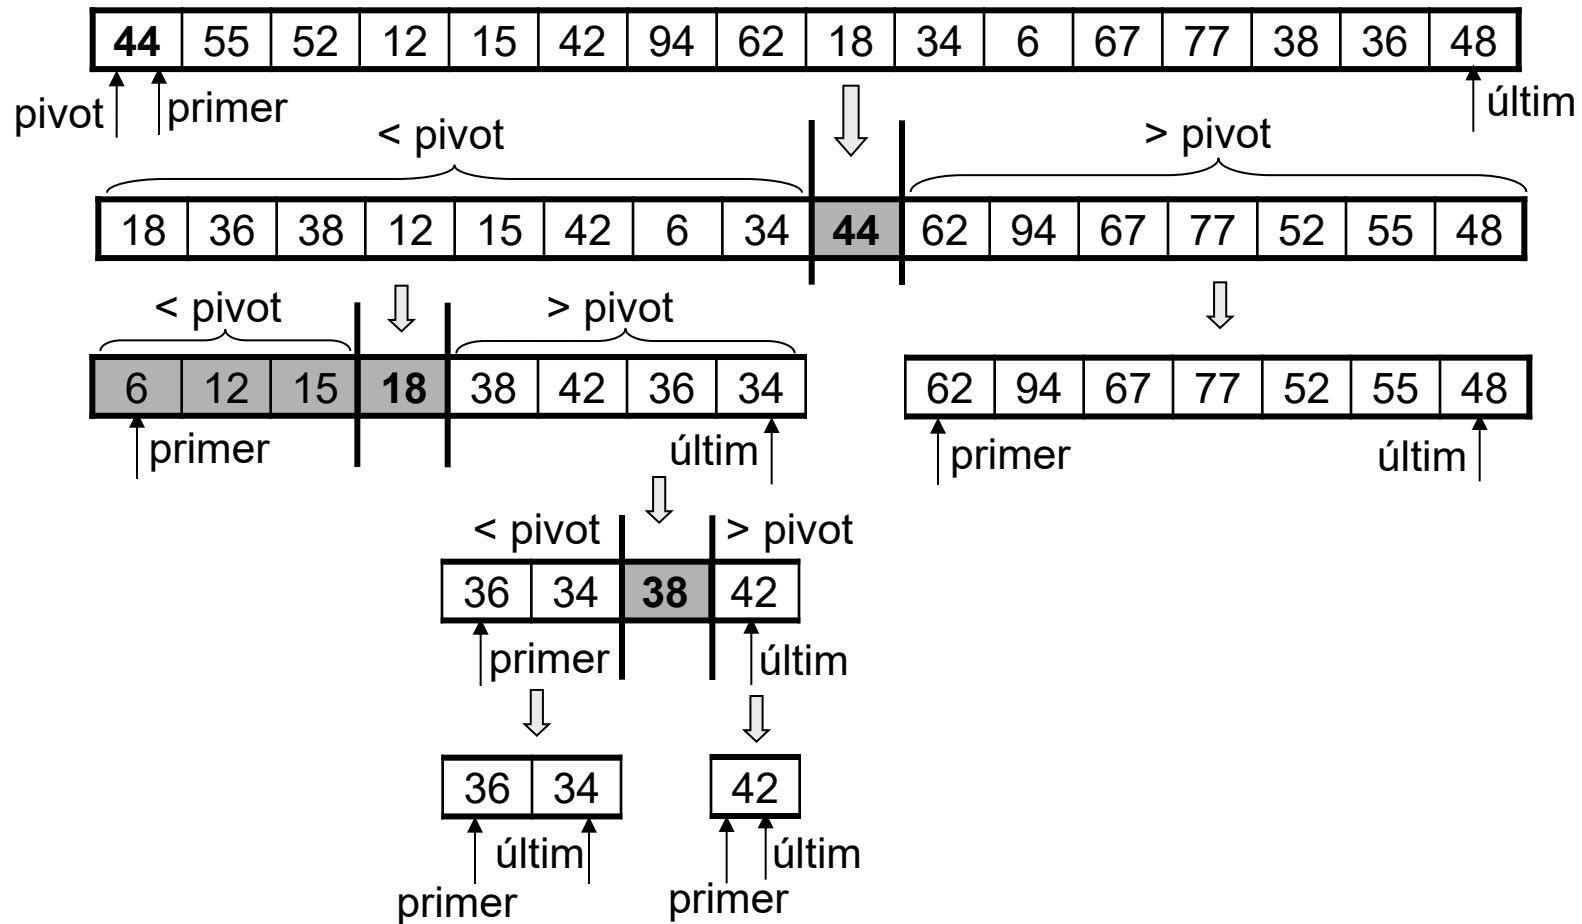 44 55 52 12 15 42 94 62 18 34 6 67 77 38 36 48
pivot primer últim
< pivot > pivot
18 36 38 12 15 42 6 34 44 62 94 67 77 52 55 48
< pivot > pivot
6 12 15 18 38 42 36 34 62 94 67 77 52 55 48
primer últim primer últim
< pivot > pivot
36 34 38 42
primer últim
36 34 42
últim últim
primer primer